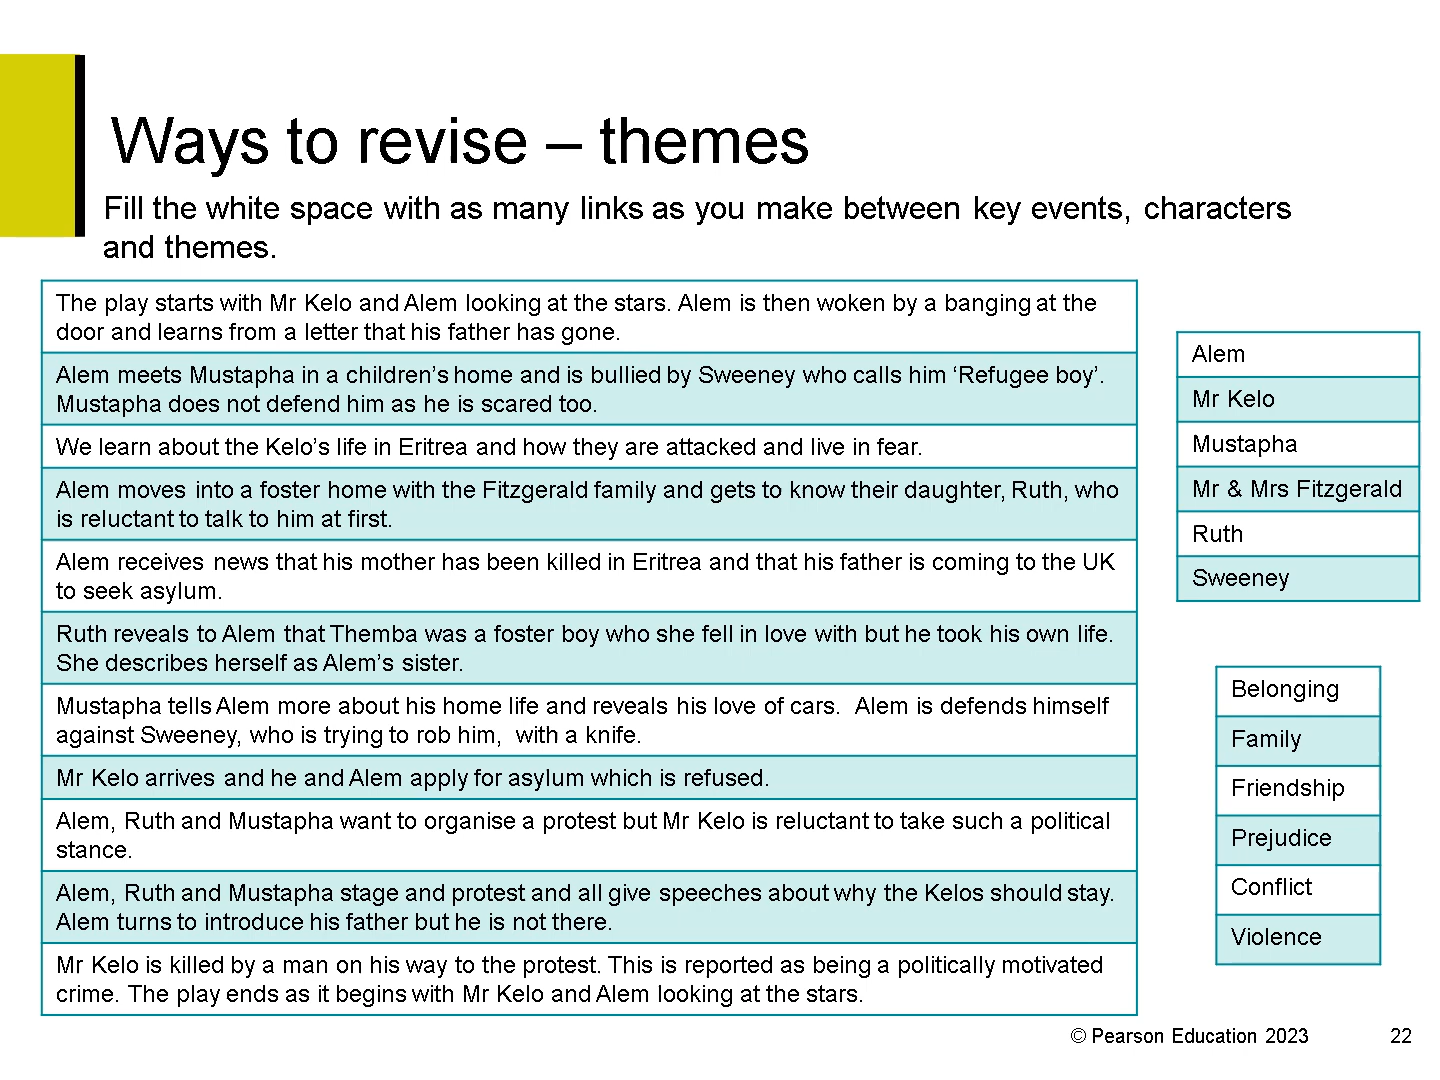 Ways to revise – themes
Fill the white space with as many links as you make between key events, characters
and themes.
The play starts with Mr Kelo and Alem looking at the stars. Alem is then woken by a banging at the
door and learns from a letter that his father has gone.
Alem meets Mustapha in a children’s home and is bullied by Sweeney who calls him ‘Refugee boy’.
Mustapha does not defend him as he is scared too.
We learn about the Kelo’s life in Eritrea and how they are attacked and live in fear.
Alem moves into a foster home with the Fitzgerald family and gets to know their daughter, Ruth, who
is reluctant to talk to him at first.
Alem receives news that his mother has been killed in Eritrea and that his father is coming to the UK
to seek asylum.
Ruth reveals to Alem that Themba was a foster boy who she fell in love with but he took his own life.
She describes herself as Alem’s sister.
Mustapha tells Alem more about his home life and reveals his love of cars.  Alem is defends himself
against Sweeney, who is trying to rob him,  with a knife.
Mr Kelo arrives and he and Alem apply for asylum which is refused.
Alem, Ruth and Mustapha want to organise a protest but Mr Kelo is reluctant to take such a political
stance.
Alem, Ruth and Mustapha stage and protest and all give speeches about why the Kelos should stay.
Alem turns to introduce his father but he is not there.
Mr Kelo is killed by a man on his way to the protest. This is reported as being a politically motivated
crime. The play ends as it begins with Mr Kelo and Alem looking at the stars.
Alem
Mr Kelo
Mustapha
Mr & Mrs Fitzgerald
Ruth
Sweeney
Belonging
Family
Friendship
Prejudice
Conflict
Violence
© Pearson Education 2023
22